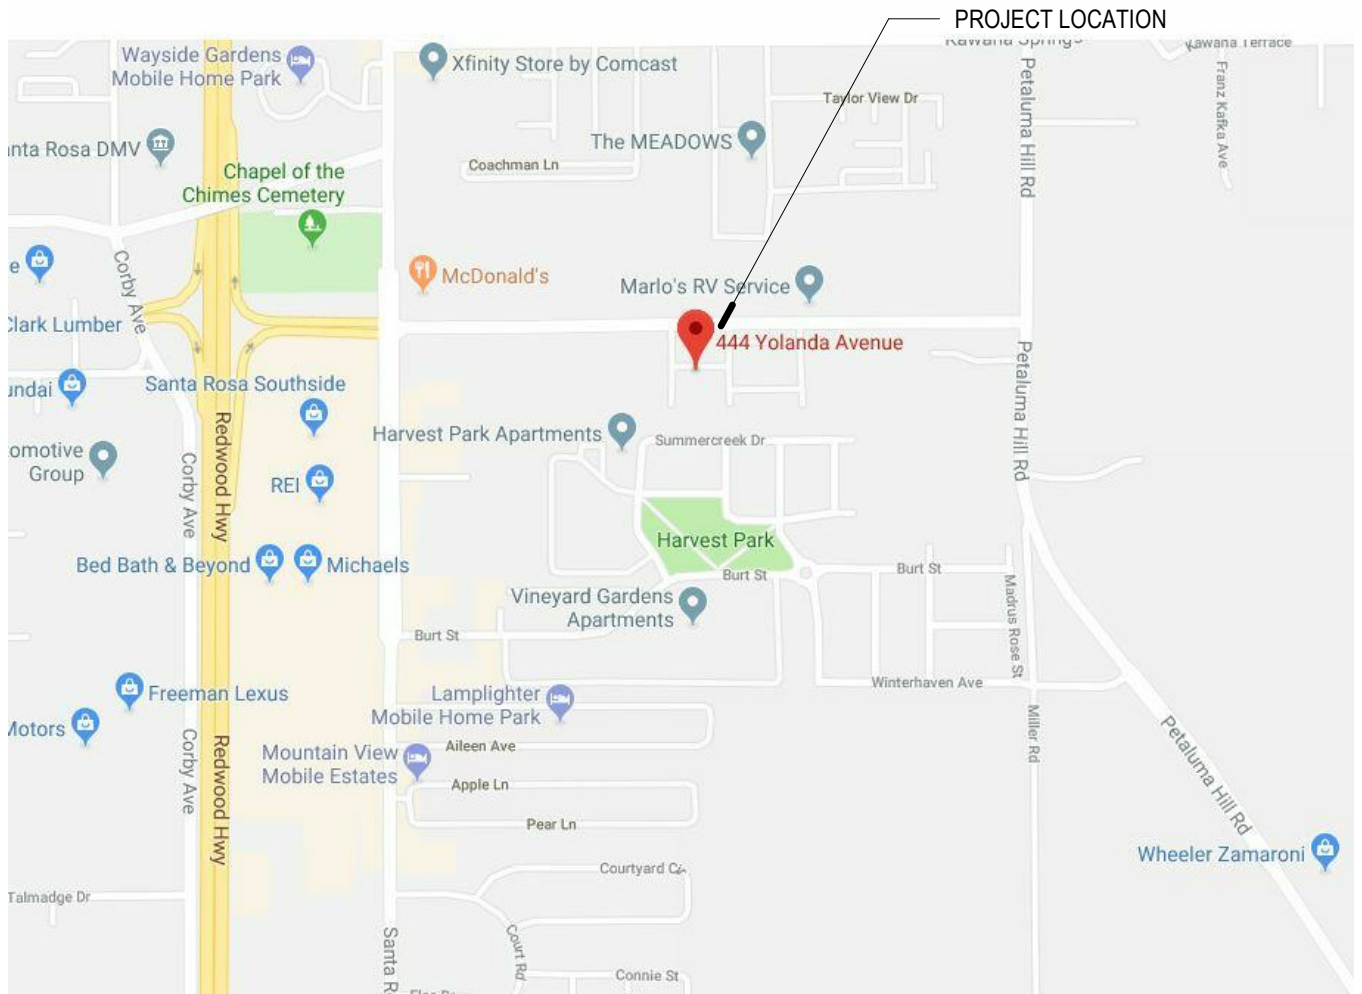 PROJECT LOCATION
Kawana Springs
Kawana Terrace
Wayside Gardens
Mobile Home Park
Xfinity Store by Comcast
Petaluma Hill Rd
Franz Kafka Ave
Taylor View Dr
anta Rosa DMV
The MEADOWS
Coachman Ln
Chapel of the
Chimes Cemetery
Corby Ave
e
McDonald's
Marlo's RV Service
Clark Lumber
444 Yolanda Avenue
Petaluma Hill Rd
undai
Santa Rosa Southside
Redwood Hwy
Harvest Park Apartments
Summercreek Dr
omotive
Group
Corby Ave
REI
Harvest Park
Bed Bath & Beyond
Michaels
Burt St
Burt St
Madrus Rose St
Vineyard Gardens
Apartments
Burt St
Winterhaven Ave
Freeman Lexus
Lamplighter
Mobile Home Park
Miller Rd
Motors
Corby Ave
Redwood Hwy
Mountain View
Mobile Estates
Aileen Ave
Apple Ln
Petaluma Hill Rd
Pear Ln
Wheeler Zamaroni
Courtyard Ci
Talmadge Dr
Santa R
Court Rd
Connie St